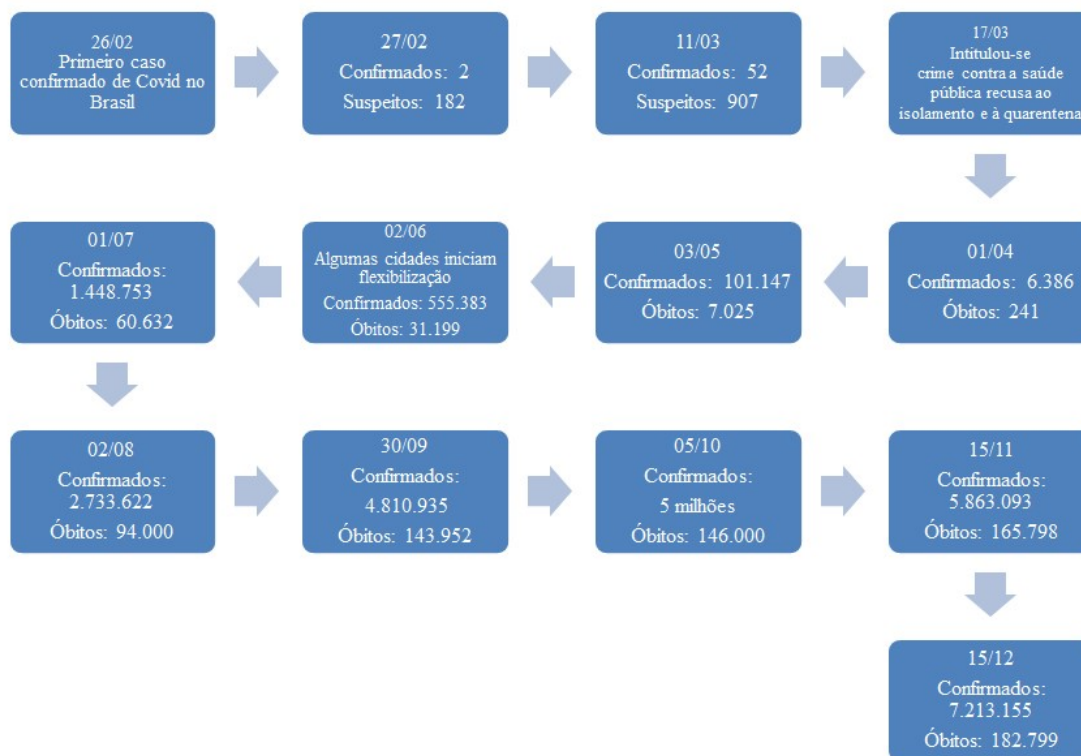 26/02
Primeiro caso
confirmado de Covid no
Brasil
27/02
Confirmados: 2
Suspeitos: 182
11/03
Confirmados: 52
Suspeitos: 907
17/03
Intitulou-se
crime contra a saúde
pública recusa ao
isolamento e à quarentena
01/04
Confirmados: 6.386
Óbitos: 241
03/05
Confirmados: 101.147
Óbitos: 7.025
02/06
Algumas cidades iniciam
flexibilização
Confirmados: 555.383
Óbitos: 31.199
01/07
Confirmados:
1.448.753
Óbitos: 60.632
02/08
Confirmados:
2.733.622
Óbitos: 94.000
30/09
Confirmados:
4.810.935
Óbitos: 143.952
05/10
Confirmados:
5 milhões
Óbitos: 146.000
15/11
Confirmados:
5.863.093
Óbitos: 165.798
15/12
Confirmados:
7.213.155
Óbitos: 182.799